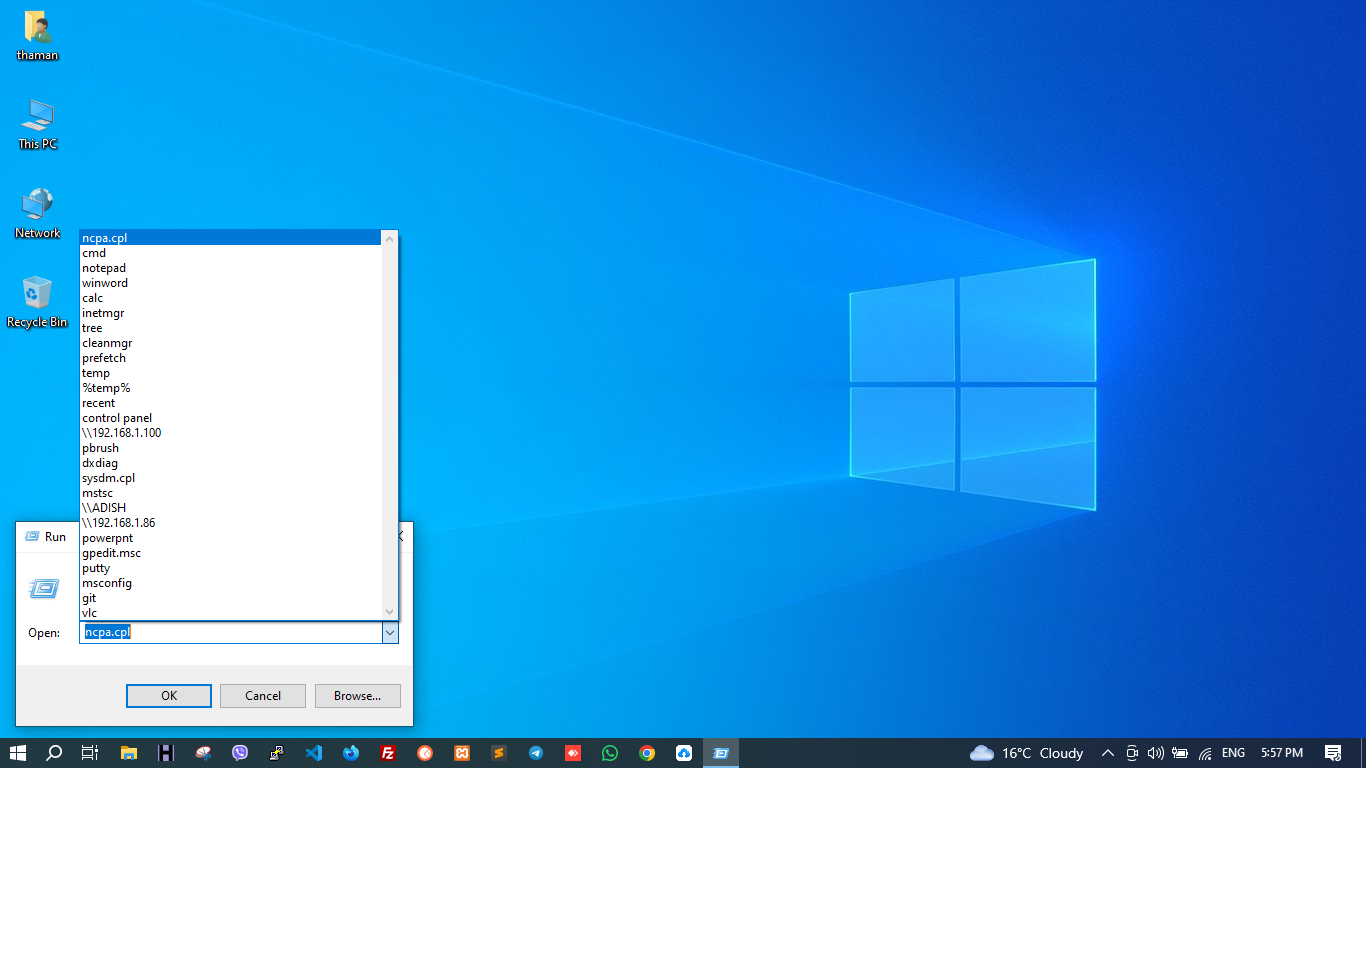 thaman
This PC
Network
Recycle Bin
ncpa.cpl
cmd
notepad
winword
calc
inetmgr
tree
cleanmgr
prefetch
temp
%temp%
recent
control panel
\\192.168.1.100
pbrush
dxdiag
sysdm.cpl
mstsc
\\ADISH
\\192.168.1.86
powerpnt
gpedit.msc
putty
msconfig
git
vlc
Run
Open:
ncpa.cpl
OK
Cancel
Browse...
16°C Cloudy
ENG
5:57 PM